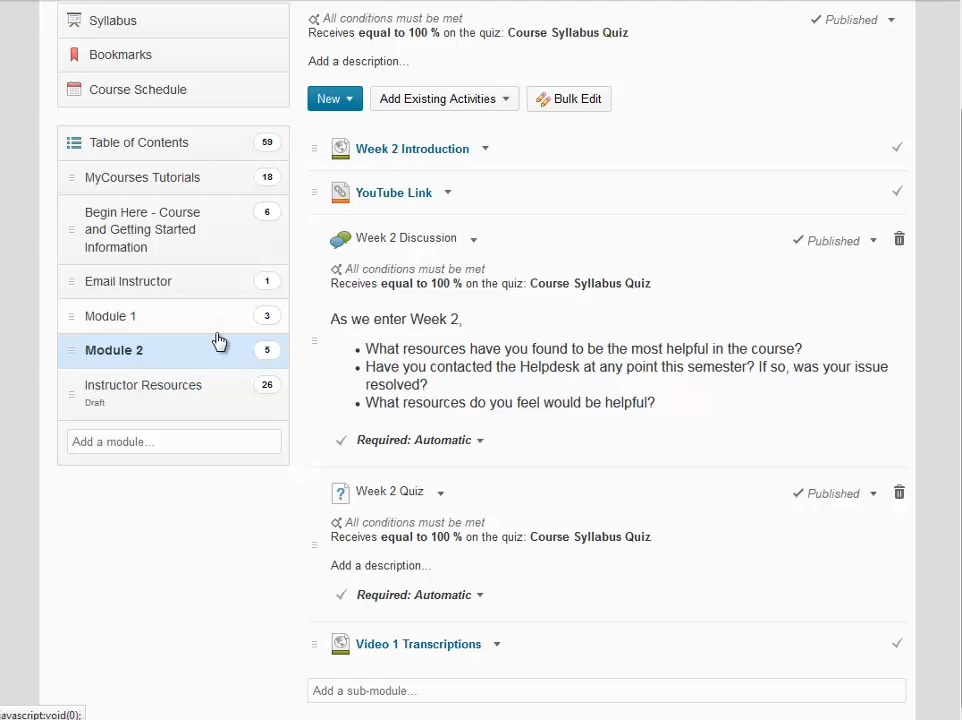 Syllabus
Bookmarks
Course Schedule
Table of Contents 59
MyCourses Tutorials 18
Begin Here - Course 6
and Getting Started
Information
Email Instructor 1
Module 1 3
Module 2 5
Instructor Resources 26
Draft
Add a module...
All conditions must be met Published
Receives equal to 100 % on the quiz: Course Syllabus Quiz
Add a description...
New Add Existing Activities Bulk Edit
Week 2 Introduction
YouTube Link
Week 2 Discussion Published
All conditions must be met
Receives equal to 100 % on the quiz: Course Syllabus Quiz
As we enter Week 2,
• What resources have you found to be the most helpful in the course?
• Have you contacted the Helpdesk at any point this semester? If so, was your issue
resolved?
• What resources do you feel would be helpful?
Required: Automatic
Week 2 Quiz Published
All conditions must be met
Receives equal to 100 % on the quiz: Course Syllabus Quiz
Add a description...
Required: Automatic
Video 1 Transcriptions
Add a sub-module...
javascript:void(0);